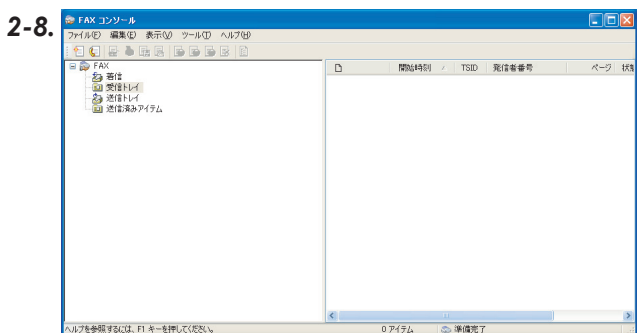 2-8.
FAX コンソール
ファイル(F) 編集(E) 表示(V) ツール(T) ヘルプ(H)
FAX
着信
受信トレイ
送信トレイ
送信済みアイテム
開始時刻 TSID 発信者番号 ページ 状態
ヘルプを参照するには、F1 キーを押してください。 0 アイテム 準備完了